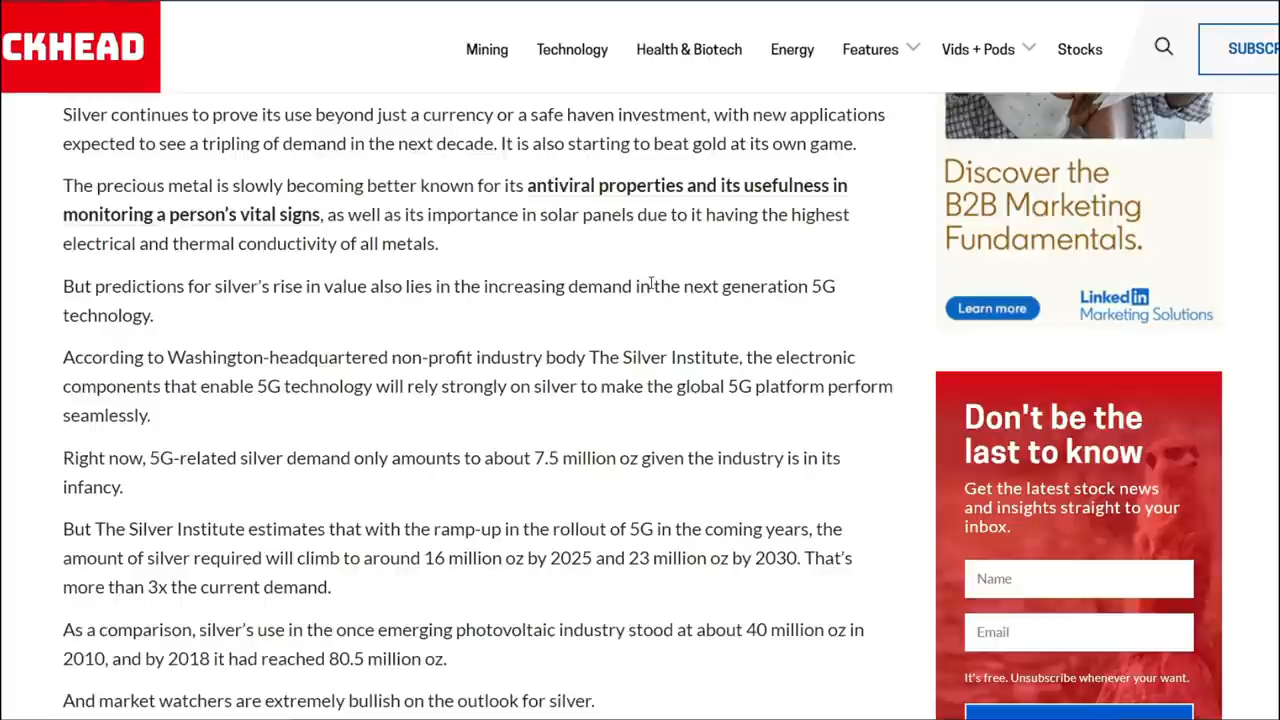 CKHEAD
Mining
Technology
Health & Biotech
Energy
Features
Vids + Pods
Stocks
SUBSCR
Silver continues to prove its use beyond just a currency or a safe haven investment, with new applications
expected to see a tripling of demand in the next decade. It is also starting to beat gold at its own game.
The precious metal is slowly becoming better known for its antiviral properties and its usefulness in
monitoring a person's vital signs, as well as its importance in solar panels due to it having the highest
electrical and thermal conductivity of all metals.
But predictions for silver's rise in value also lies in the increasing demand in the next generation 5G
technology.
According to Washington-headquartered non-profit industry body The Silver Institute, the electronic
components that enable 5G technology will rely strongly on silver to make the global 5G platform perform
seamlessly.
Right now, 5G-related silver demand only amounts to about 7.5 million oz given the industry is in its
infancy.
But The Silver Institute estimates that with the ramp-up in the rollout of 5G in the coming years, the
amount of silver required will climb to around 16 million oz by 2025 and 23 million oz by 2030. That's
more than 3x the current demand.
As a comparison, silver's use in the once emerging photovoltaic industry stood at about 40 million oz in
2010, and by 2018 it had reached 80.5 million oz.
And market watchers are extremely bullish on the outlook for silver.
Discover the
B2B Marketing
Fundamentals.
Learn more
Linked in
Marketing Solutions
Don't be the
last to know
Get the latest stock news
and insights straight to your
inbox.
Name
Email
It's free. Unsubscribe whenever your want.